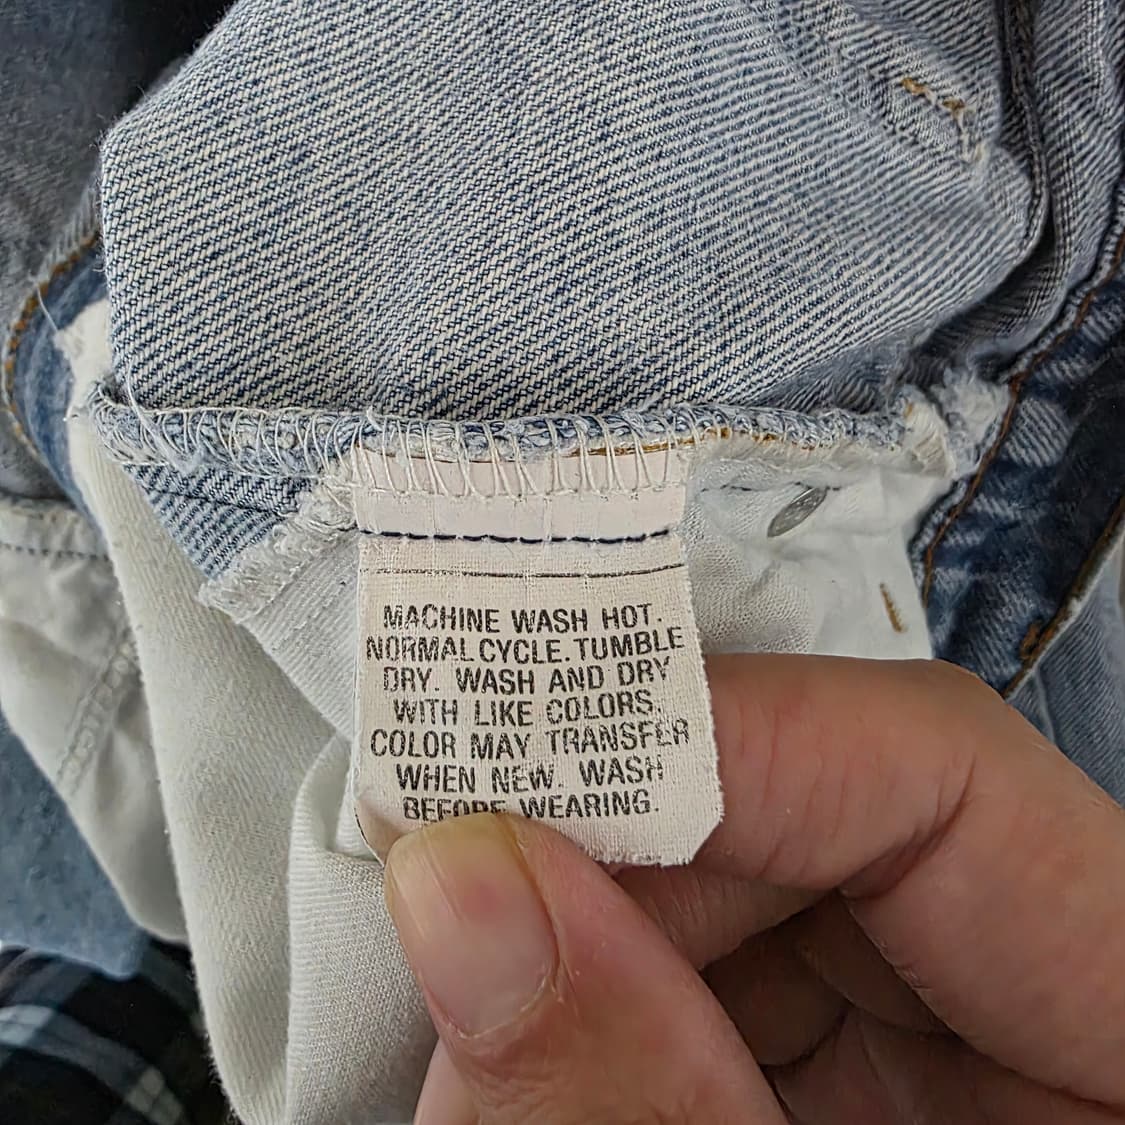 MACHINE WASH HOT.
NORMAL CYCLE. TUMBLE
DRY. WASH AND DRY
WITH LIKE COLORS.
COLOR MAY TRANSFER
WHEN NEW. WASH
BEFORE WEARING.